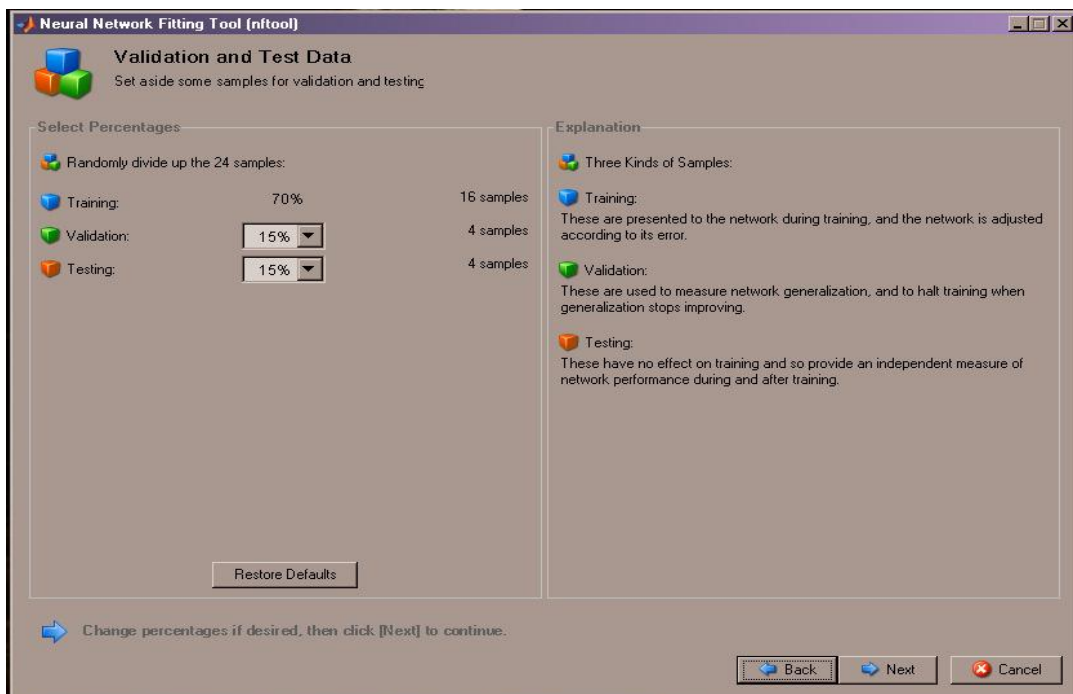 Neural Network Fitting Tool (nftool)
Validation and Test Data
Set aside some samples for validation and testing
Select Percentages
Randomly divide up the 24 samples:
Training: 70% 16 samples
Validation: 15% 4 samples
Testing: 15% 4 samples
Restore Defaults
Explanation
Three Kinds of Samples:
Training:
These are presented to the network during training, and the network is adjusted
according to its error.
Validation:
These are used to measure network generalization, and to halt training when
generalization stops improving.
Testing:
These have no effect on training and so provide an independent measure of
network performance during and after training.
Change percentages if desired, then click [Next] to continue.
Back Next Cancel